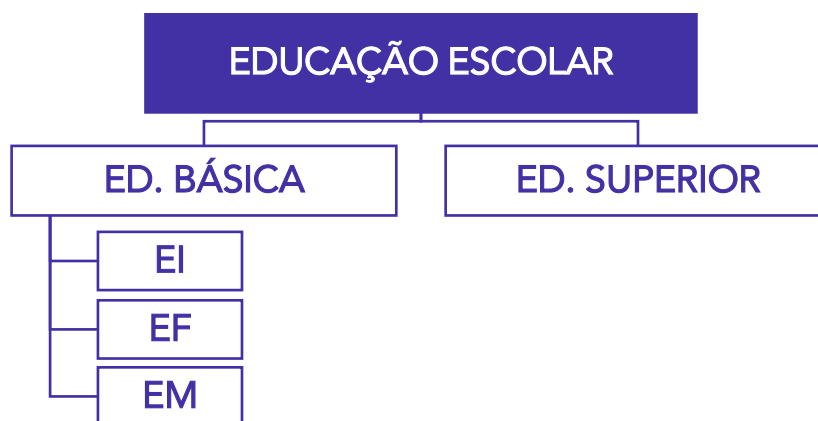 EDUCAÇÃO ESCOLAR
ED. BÁSICA
ED. SUPERIOR
EI
EF
EM